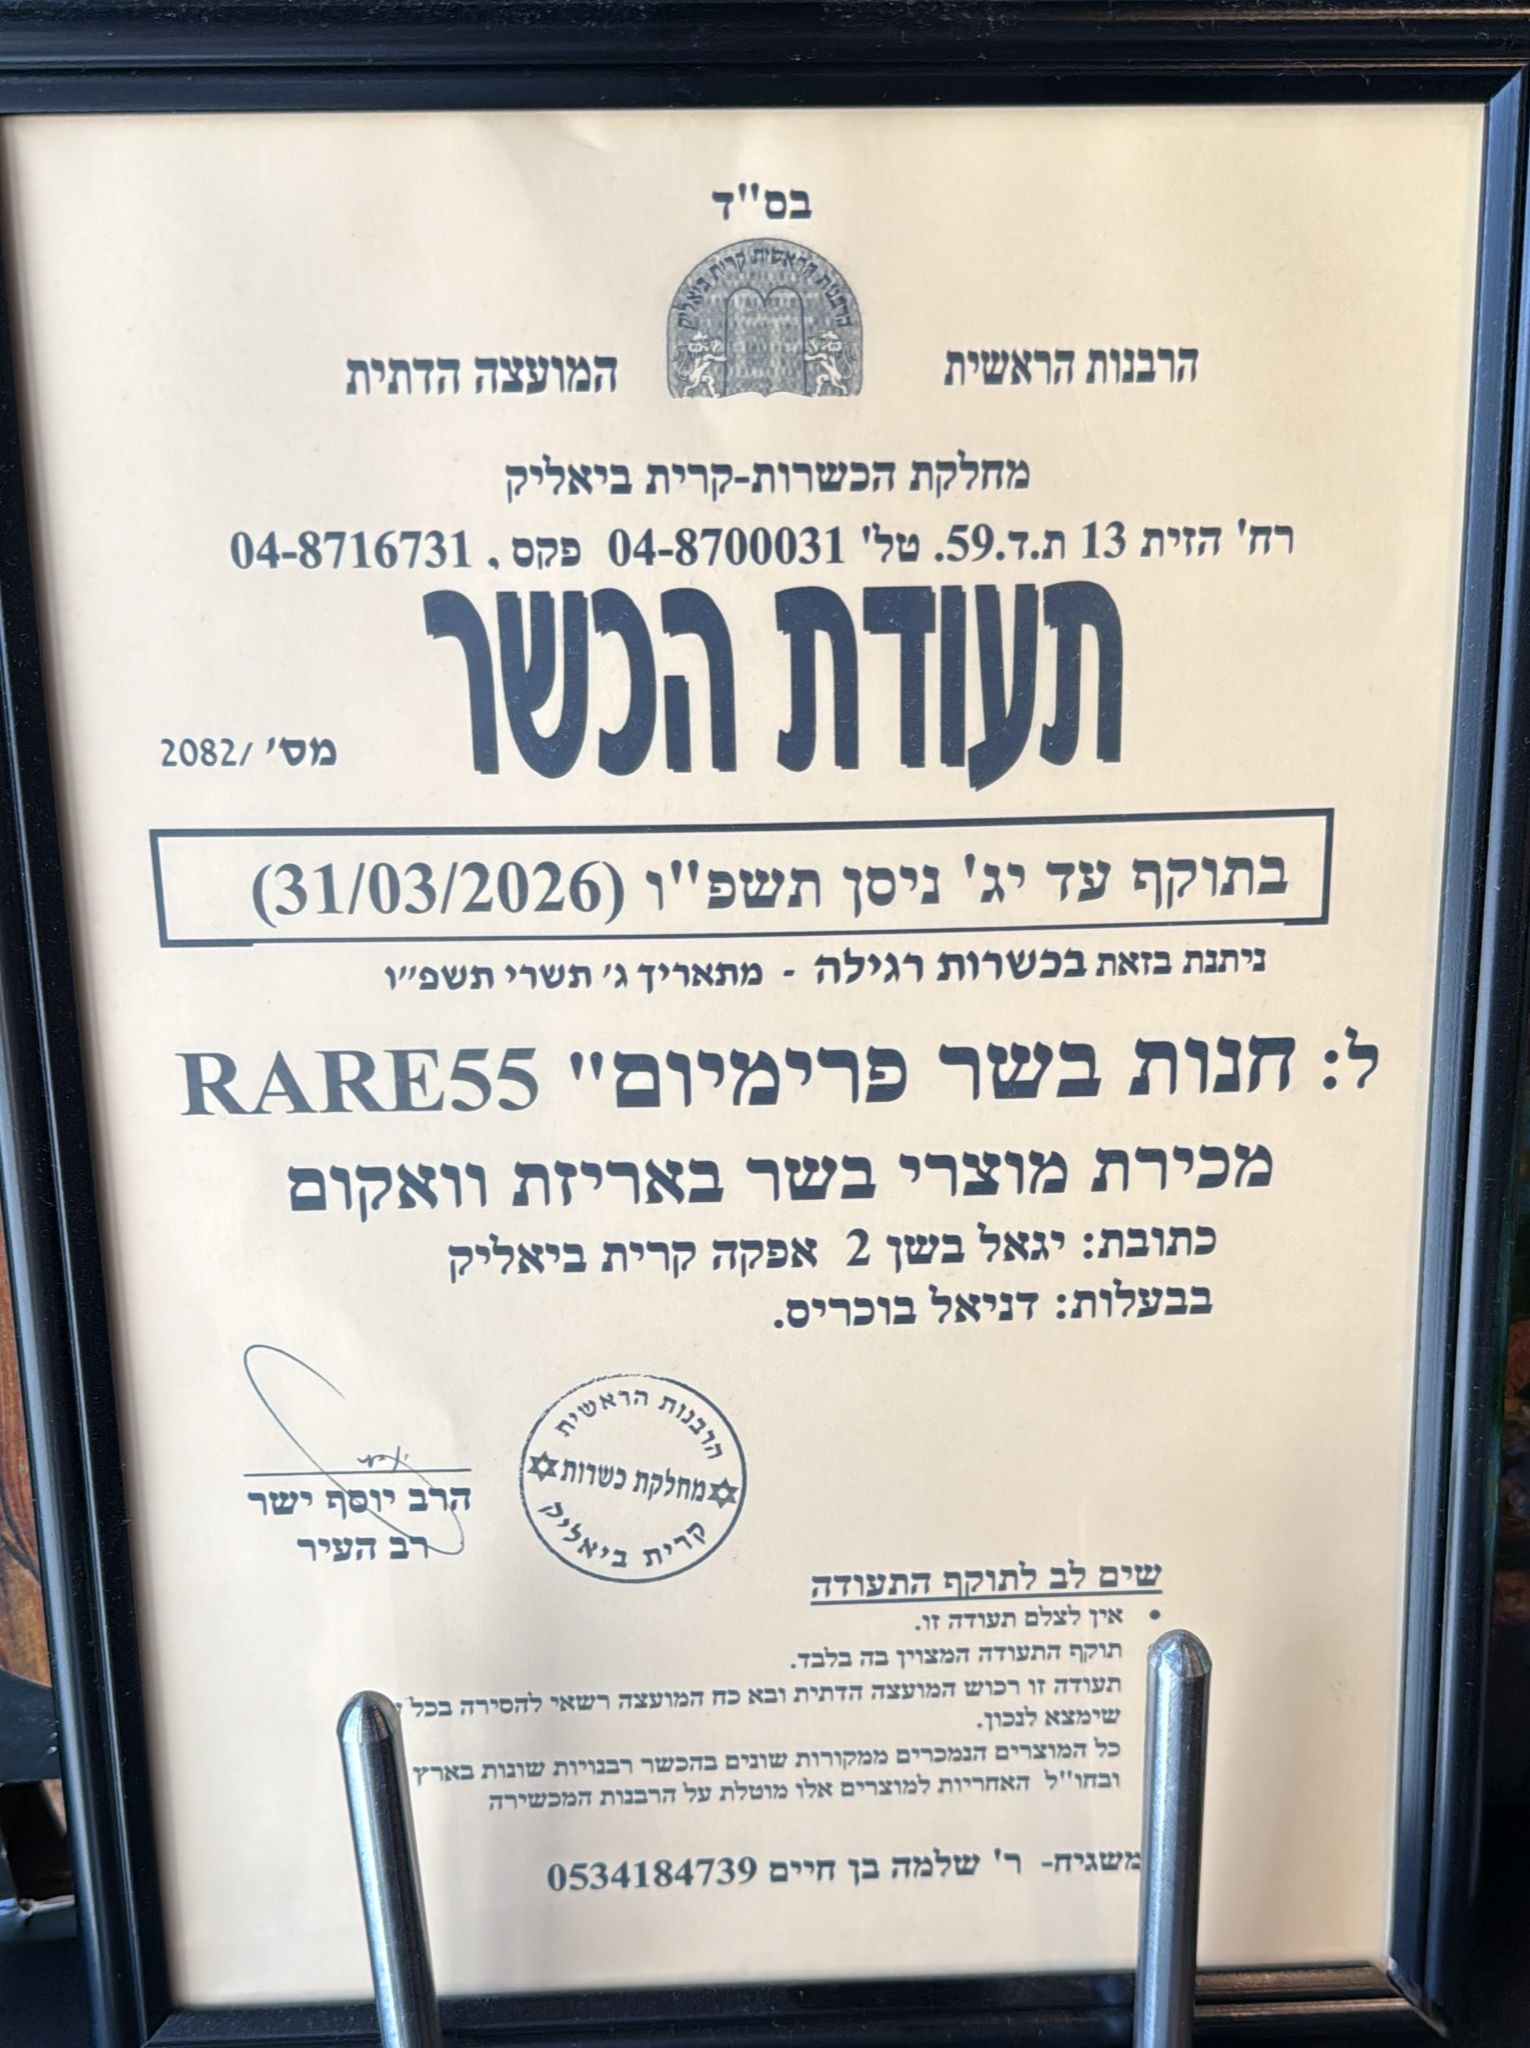 בס"ד
הרבנות הראשית קרית ביאליק
הרבנות הראשית המועצה הדתית
מחלקת הכשרות-קרית ביאליק
רח' הזית 13 ת.ד.59. טל' 04-8700031 פקס . 04-8716731
תעודת הכשר
מס' /2082
בתוקף עד יג' ניסן תשפ"ו (31/03/2026)
ניתנת בזאת בכשרות רגילה - מתאריך ג' תשרי תשפ"ו
ל: חנות בשר פרימיום" RARE55
מכירת מוצרי בשר באריזת וואקום
כתובת: יגאל בשן 2 אפקה קרית ביאליק
בבעלות: דניאל בוכריס.
הרבנות הראשית
מחלקת כשרות
קרית ביאליק
הרב יוסף ישר
רב העיר
שים לב לתוקף התעודה
• אין לצלם תעודה זו.
תוקף התעודה המצוין בה בלבד.
תעודה זו רכוש המועצה הדתית ובא כח המועצה רשאי להסירה בכל
שימצא לנכון.
כל המוצרים הנמכרים ממקורות שונים בהכשר רבנויות שונות בארץ
ובחו"ל האחריות למוצרים אלו מוטלת על הרבנות המכשירה
משגיח- ר' שלמה בן חיים 0534184739